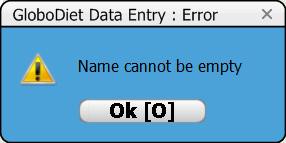 GloboDiet Data Entry : Error
Name cannot be empty
Ok [O]